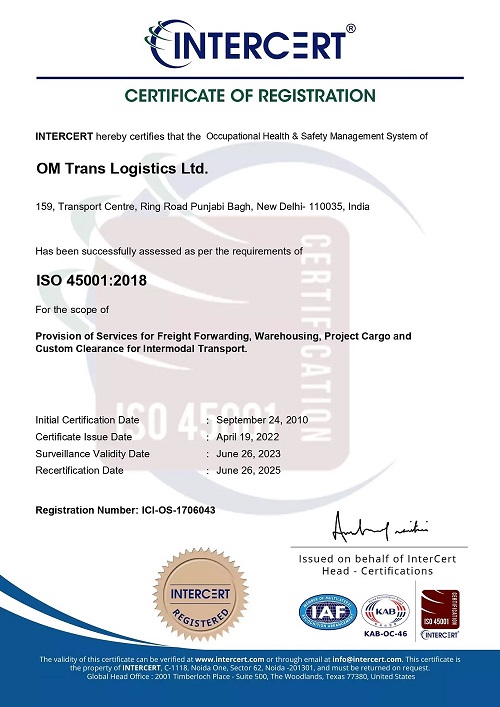 INTERCERT®
CERTIFICATE OF REGISTRATION
INTERCERT hereby certifies that the Occupational Health & Safety Management System of
OM Trans Logistics Ltd.
159, Transport Centre, Ring Road Punjabi Bagh, New Delhi- 110035, India
Has been successfully assessed as per the requirements of
ISO 45001:2018
For the scope of
Provision of Services for Freight Forwarding, Warehousing, Project Cargo and
Custom Clearance for Intermodal Transport.
CERTIFICATION
ISO 45001
Initial Certification Date : September 24, 2010
Certificate Issue Date : April 19, 2022
Surveillance Validity Date : June 26, 2023
Recertification Date : June 26, 2025
Registration Number: ICI-OS-1706043
Issued on behalf of InterCert
Head - Certifications
INTERCERT
REGISTERED
MEMBER OF MULTILATERAL
IAF
RECOGNITION ARRANGEMENT
KAB
KAB-OC-46
CERTIFICATION
ISO 45001
INTERCERT
The validity of this certificate can be verified at www.intercert.com or through email at info@intercert.com. This certificate is
the property of INTERCERT, C-1118, Noida One, Sector 62, Noida -201301, and must be returned on request.
Global Head Office : 2001 Timberloch Place - Suite 500, The Woodlands, Texas 77380, United States